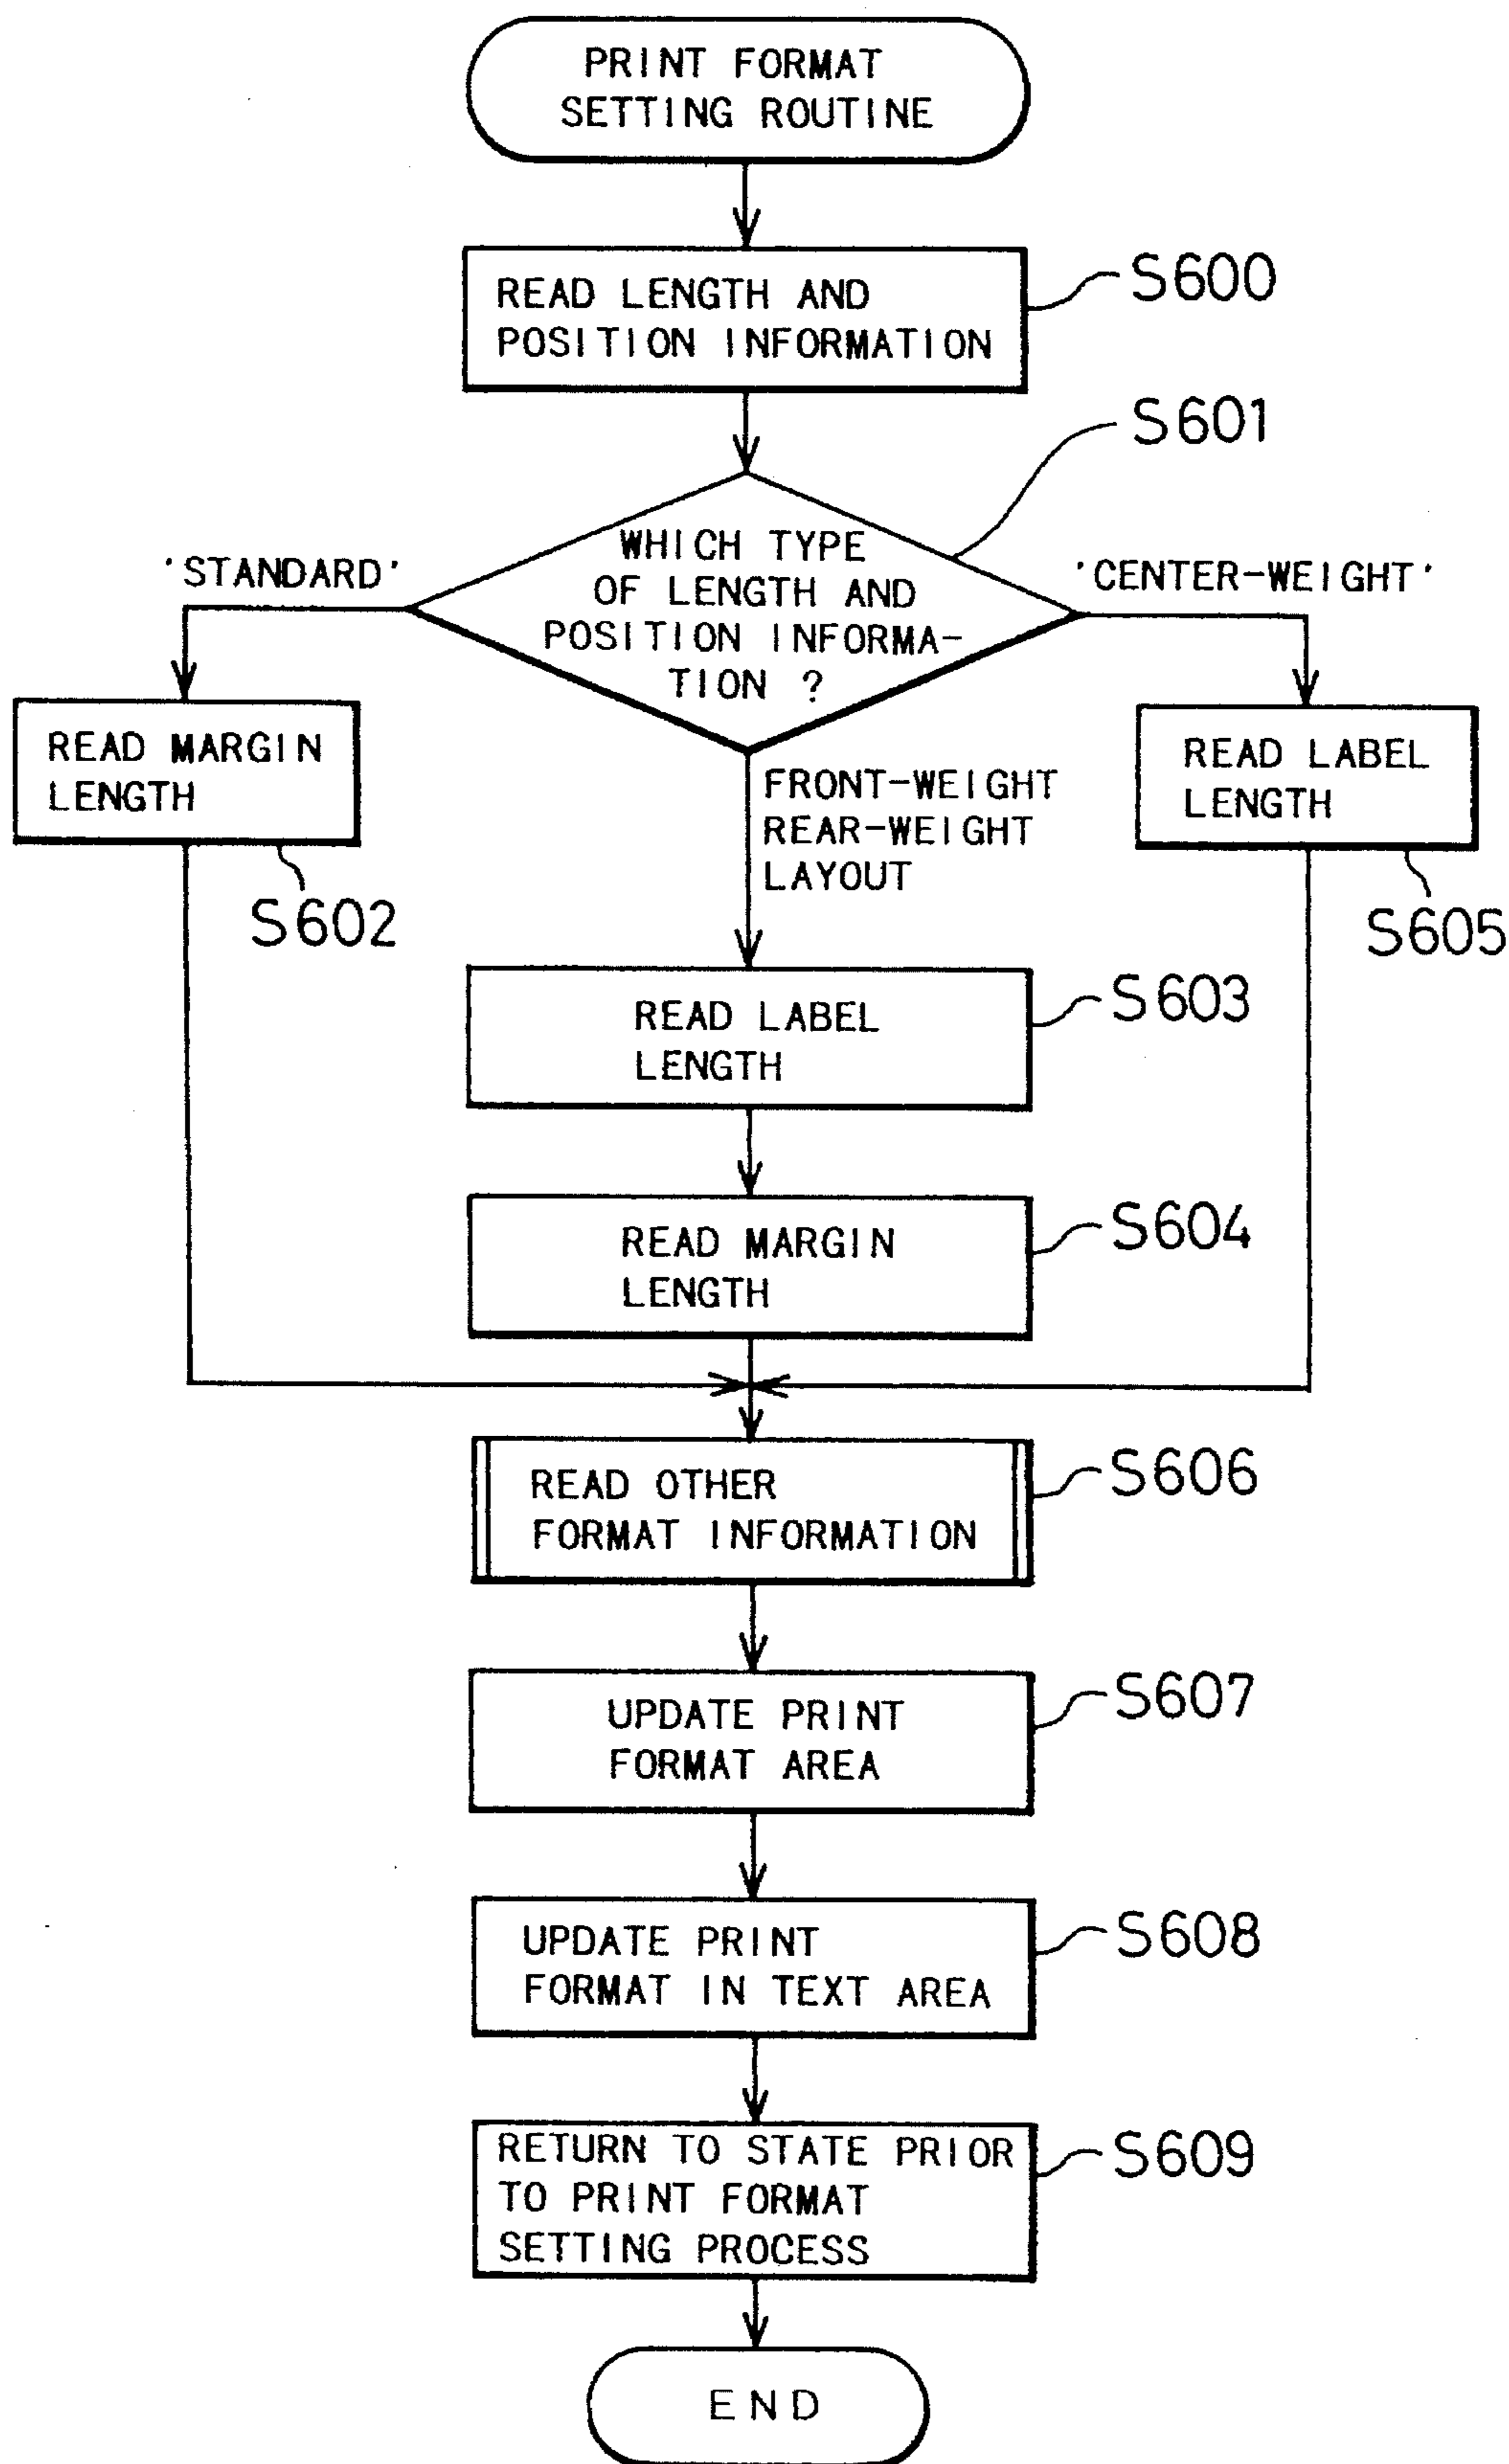 PRINT FORMAT
SETTING ROUTINE
READ LENGTH AND
POSITION INFORMATION
S600
S601
WHICH TYPE
OF LENGTH AND
POSITION INFORMA-
TION ?
'STANDARD'
'CENTER-WEIGHT'
READ MARGIN
LENGTH
S602
FRONT-WEIGHT
REAR-WEIGHT
LAYOUT
READ LABEL
LENGTH
S605
READ LABEL
LENGTH
S603
READ MARGIN
LENGTH
S604
READ OTHER
FORMAT INFORMATION
S606
UPDATE PRINT
FORMAT AREA
S607
UPDATE PRINT
FORMAT IN TEXT AREA
S608
RETURN TO STATE PRIOR
TO PRINT FORMAT
SETTING PROCESS
S609
END